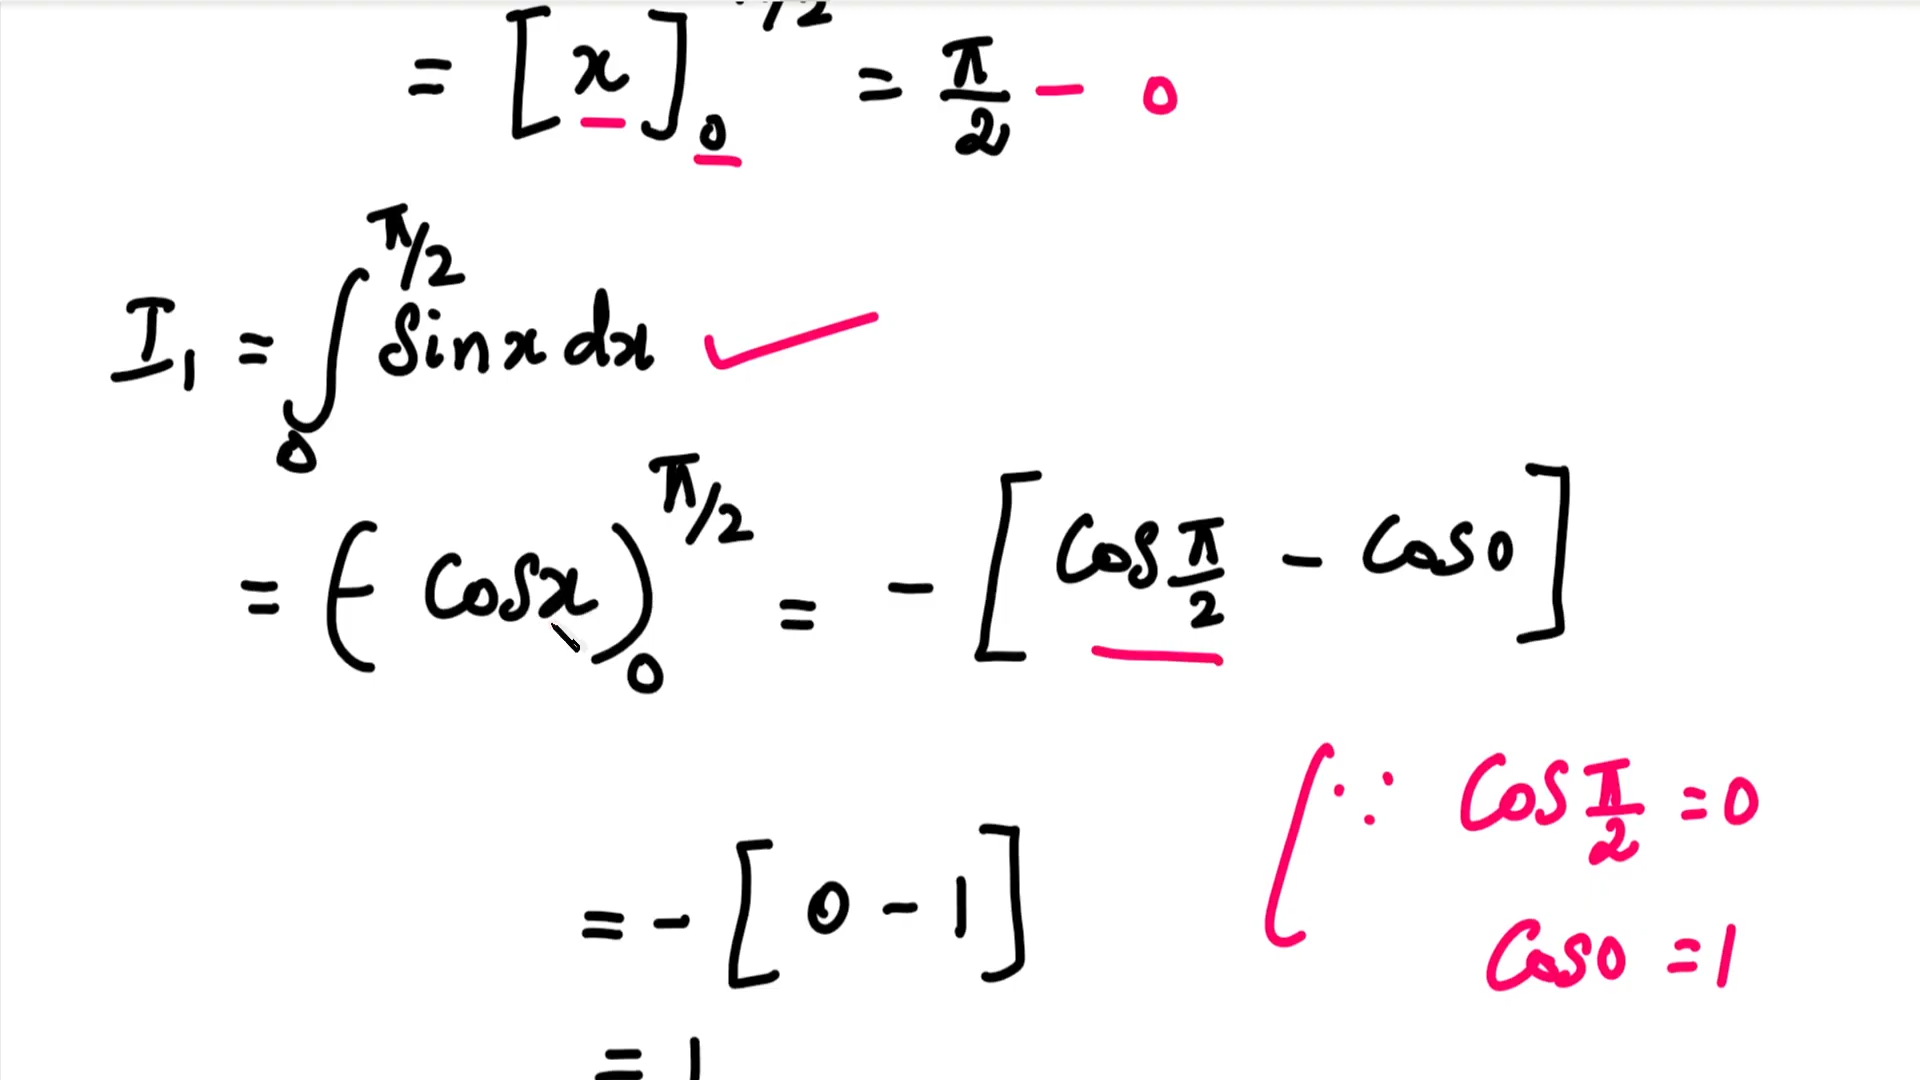 = [x]₀^π/2 = π/2 - 0
I₁ = ∫₀^π/2 Sinx dx
= (- Cosx)₀^π/2 = - [Cos π/2 - Cos0]
∵ Cos π/2 = 0
= - [0 - 1]
Cos0 = 1
= 1